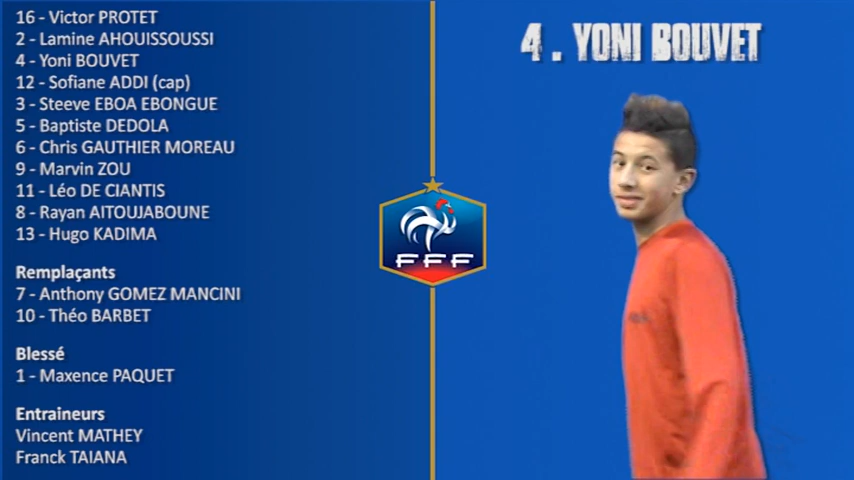 16 - Victor PROTET
2 - Lamine AHOUISSOUSSI
4 - Yoni BOUVET
12 - Sofiane ADDI (cap)
3 - Steeve EBOA EBONGUE
5 - Baptiste DEDOLA
6 - Chris GAUTHIER MOREAU
9 - Marvin ZOU
11 - Léo DE CIANTIS
8 - Rayan AITOUJABOUNE
13 - Hugo KADIMA
Remplaçants
7 - Anthony GOMEZ MANCINI
10 - Théo BARBET
Blessé
1 - Maxence PAQUET
Entraineurs
Vincent MATHEY
Franck TAIANA
FFF
4 . YONI BOUVET